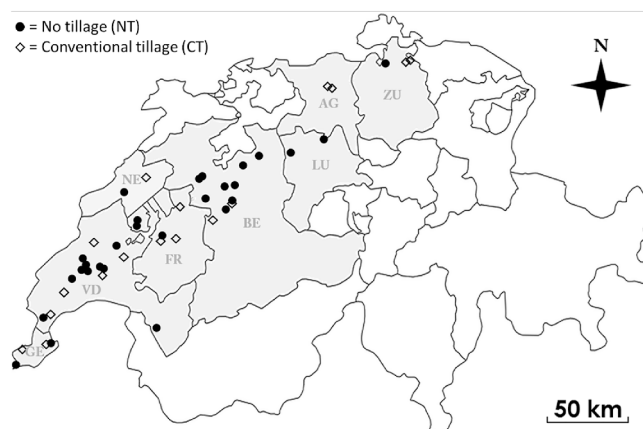 ● = No tillage (NT)
◇ = Conventional tillage (CT)
N
AG
ZU
LU
NE
BE
FR
VD
GE
50 km